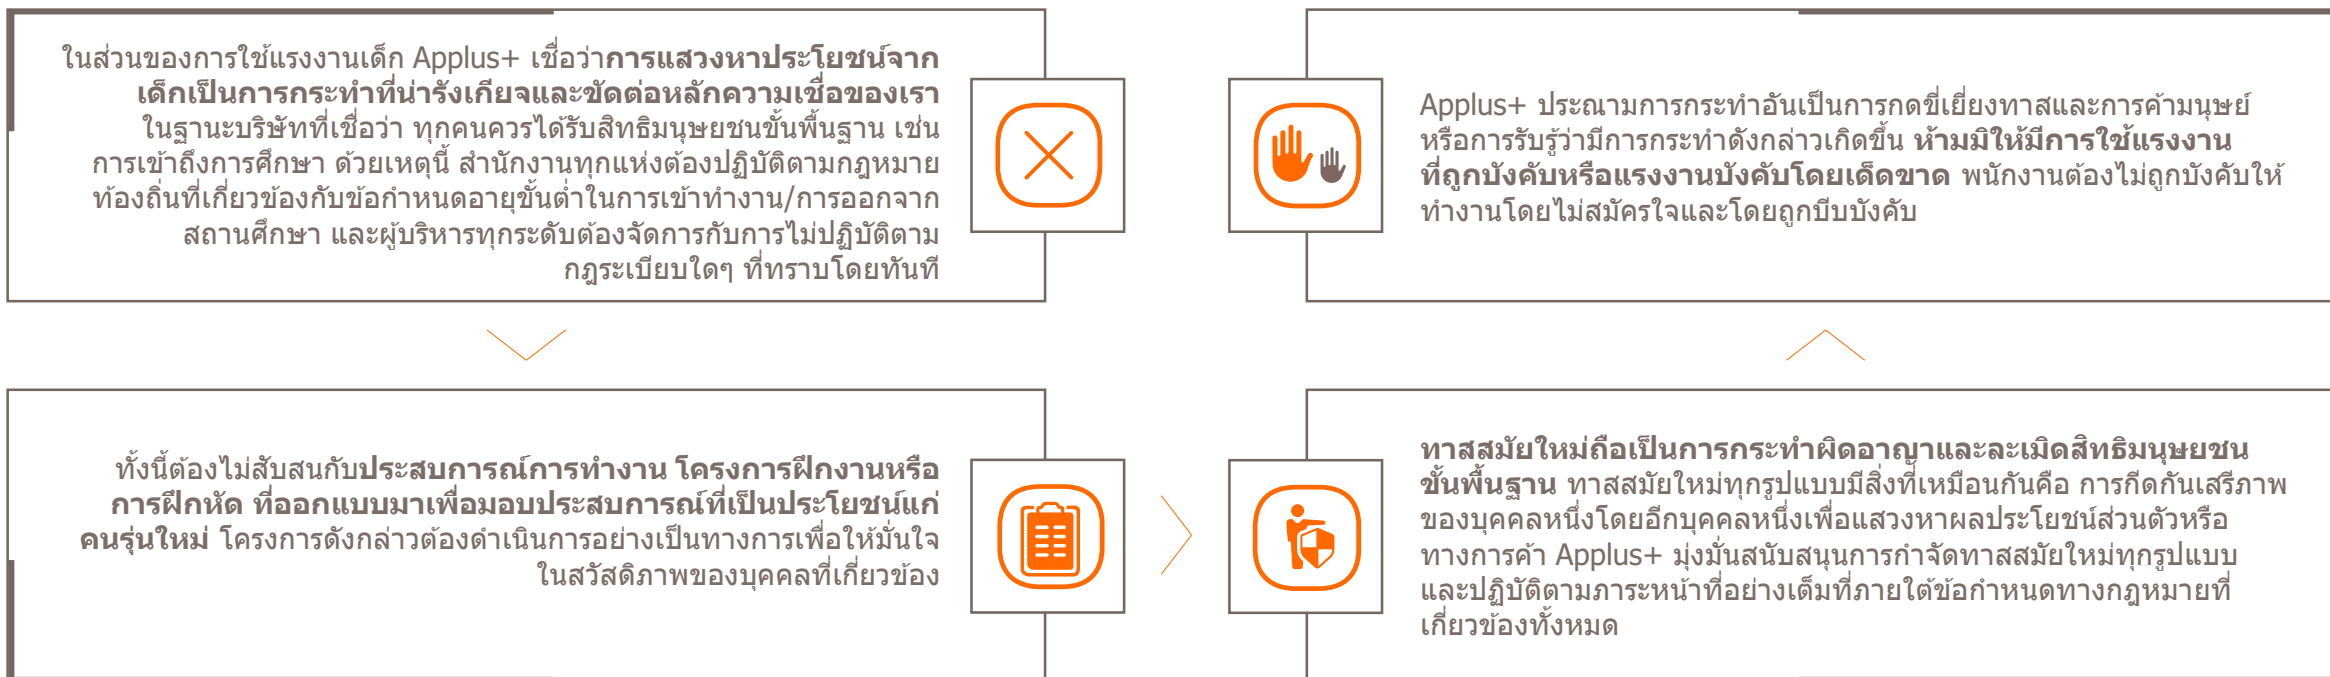 ในส่วนของการใช้แรงงานเด็ก Applus+ เชื่อว่าการแสวงหาประโยชน์จาก
เด็กเป็นการกระทำที่น่ารังเกียจและขัดต่อหลักความเชื่อของเรา
ในฐานะบริษัทที่เชื่อว่า ทุกคนควรได้รับสิทธิมนุษยชนขั้นพื้นฐาน เช่น
การเข้าถึงการศึกษา ด้วยเหตุนี้ สำนักงานทุกแห่งต้องปฏิบัติตามกฎหมาย
ท้องถิ่นที่เกี่ยวข้องกับข้อกำหนดอายุขั้นต่ำในการเข้าทำงาน/การออกจาก
สถานศึกษา และผู้บริหารทุกระดับต้องจัดการกับการไม่ปฏิบัติตาม
กฎระเบียบใดๆ ที่ทราบโดยทันที
ทั้งนี้ต้องไม่สับสนกับประสบการณ์การทำงาน โครงการฝึกงานหรือ
การฝึกหัด ที่ออกแบบมาเพื่อมอบประสบการณ์ที่เป็นประโยชน์แก่
คนรุ่นใหม่ โครงการดังกล่าวต้องดำเนินการอย่างเป็นทางการเพื่อให้มั่นใจ
ในสวัสดิภาพของบุคคลที่เกี่ยวข้อง
ทาสสมัยใหม่ถือเป็นการกระทำผิดอาญาและละเมิดสิทธิมนุษยชน
ขั้นพื้นฐาน ทาสสมัยใหม่ทุกรูปแบบมีสิ่งที่เหมือนกันคือ การกีดกันเสรีภาพ
ของบุคคลหนึ่งโดยอีกบุคคลหนึ่งเพื่อแสวงหาผลประโยชน์ส่วนตัวหรือ
ทางการค้า Applus+ มุ่งมั่นสนับสนุนการกำจัดทาสสมัยใหม่ทุกรูปแบบ
และปฏิบัติตามภาระหน้าที่อย่างเต็มที่ภายใต้ข้อกำหนดทางกฎหมายที่
เกี่ยวข้องทั้งหมด
Applus+ ประณามการกระทำอันเป็นการกดขี่เยี่ยงทาสและการค้ามนุษย์
หรือการรับรู้ว่ามีการกระทำดังกล่าวเกิดขึ้น ห้ามมิให้มีการใช้แรงงาน
ที่ถูกบังคับหรือแรงงานบังคับโดยเด็ดขาด พนักงานต้องไม่ถูกบังคับให้
ทำงานโดยไม่สมัครใจและโดยถูกบีบบังคับ